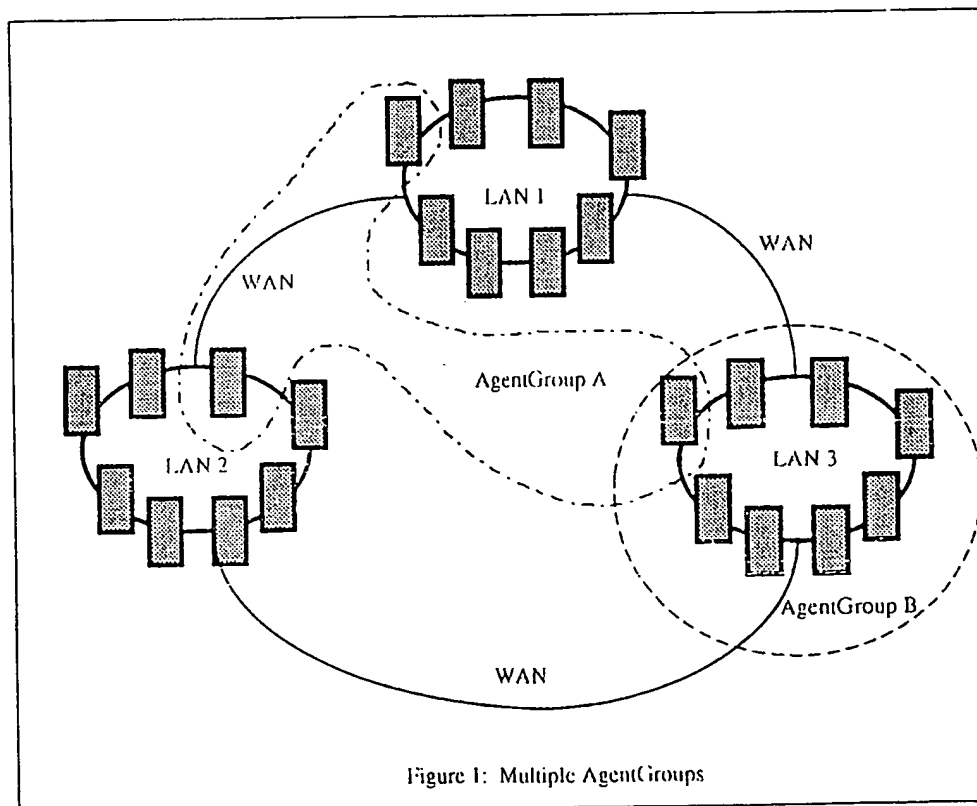 LAN 1
WAN
WAN
AgentGroup A
LAN 2
LAN 3
AgentGroup B
WAN
Figure 1: Multiple AgentGroups